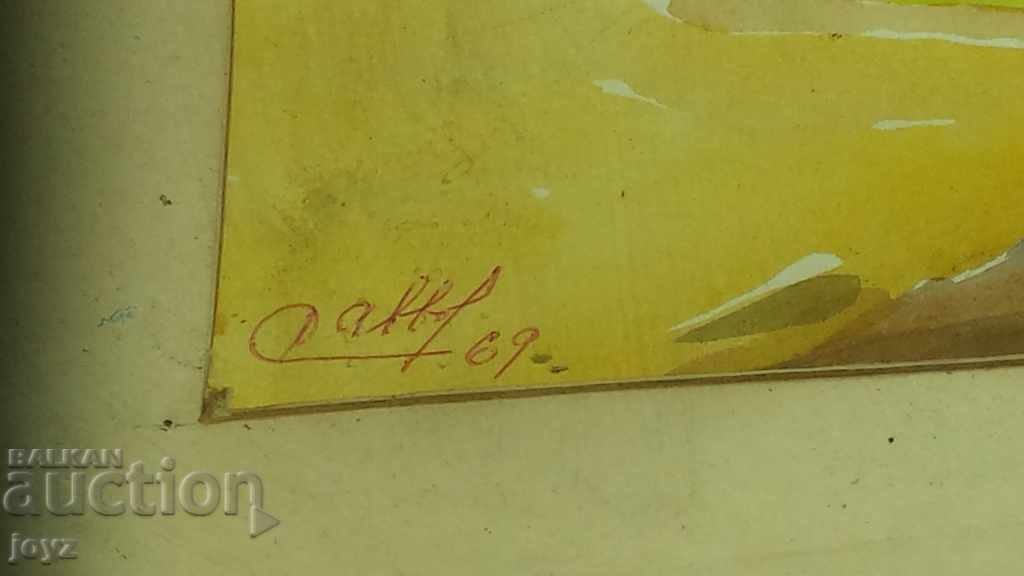 69
BALKAN
auction
joyz